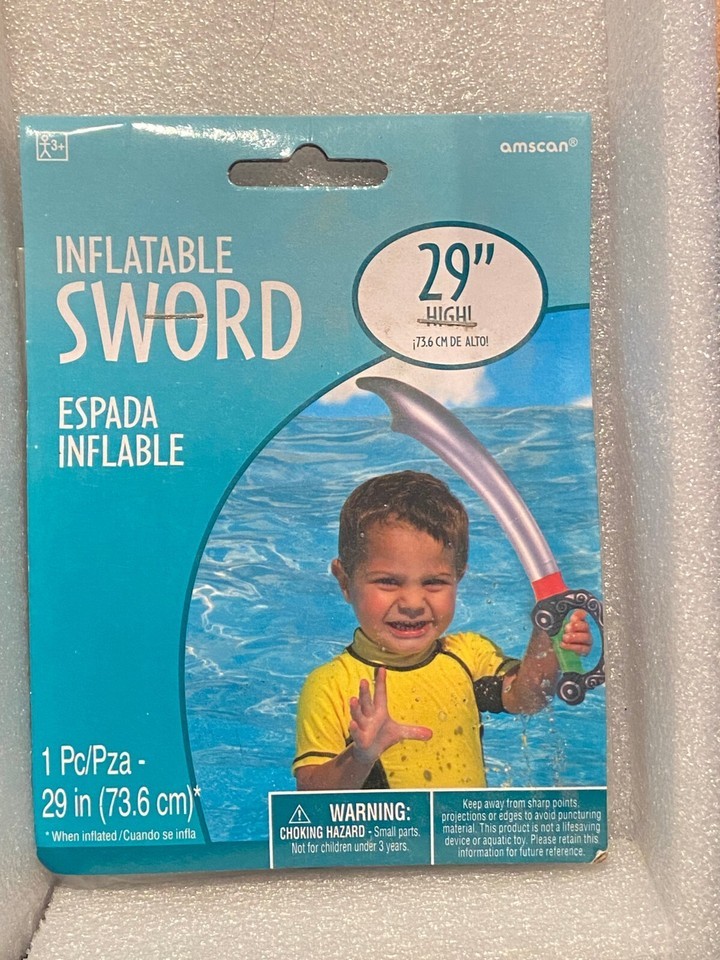 3+
amscan®
INFLATABLE
SWORD
29"
HIGH!
¡73.6 CM DE ALTO!
ESPADA
INFLABLE
1 Pc/Pza -
29 in (73.6 cm)*
* When inflated / Cuando se infla
WARNING:
CHOKING HAZARD - Small parts.
Not for children under 3 years.
Keep away from sharp points,
projections or edges to avoid puncturing
material. This product is not a lifesaving
device or aquatic toy. Please retain this
information for future reference.